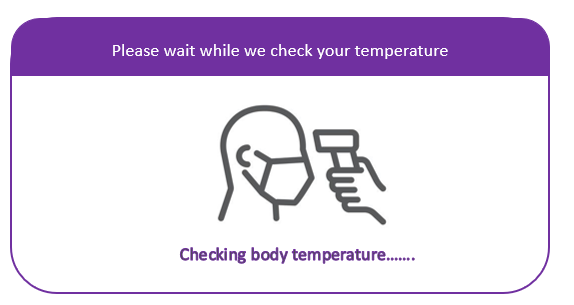 Please wait while we check your temperature
Checking body temperature.......